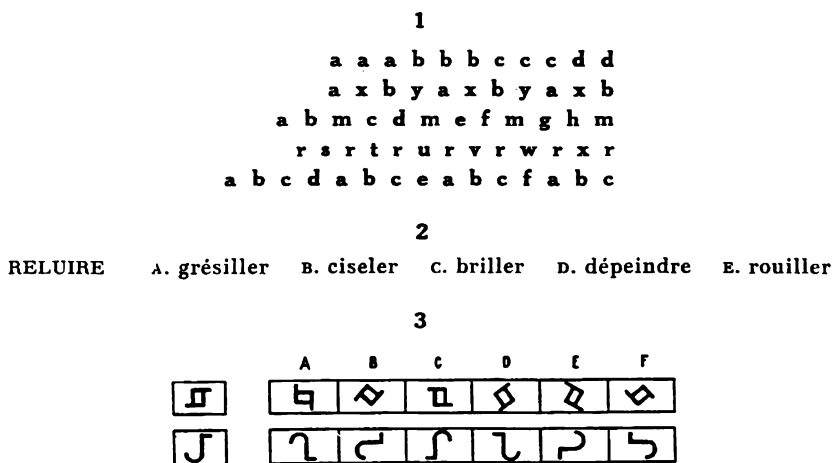 1
a a a b b b c c c d d
a x b y a x b y a x b
a b m c d m e f m g h m
r s r t r u r v r w r x r
a b c d a b c e a b c f a b c
2
RELUIRE A. grésiller B. ciseler C. briller D. dépeindre E. rouiller
3
A B C D E F